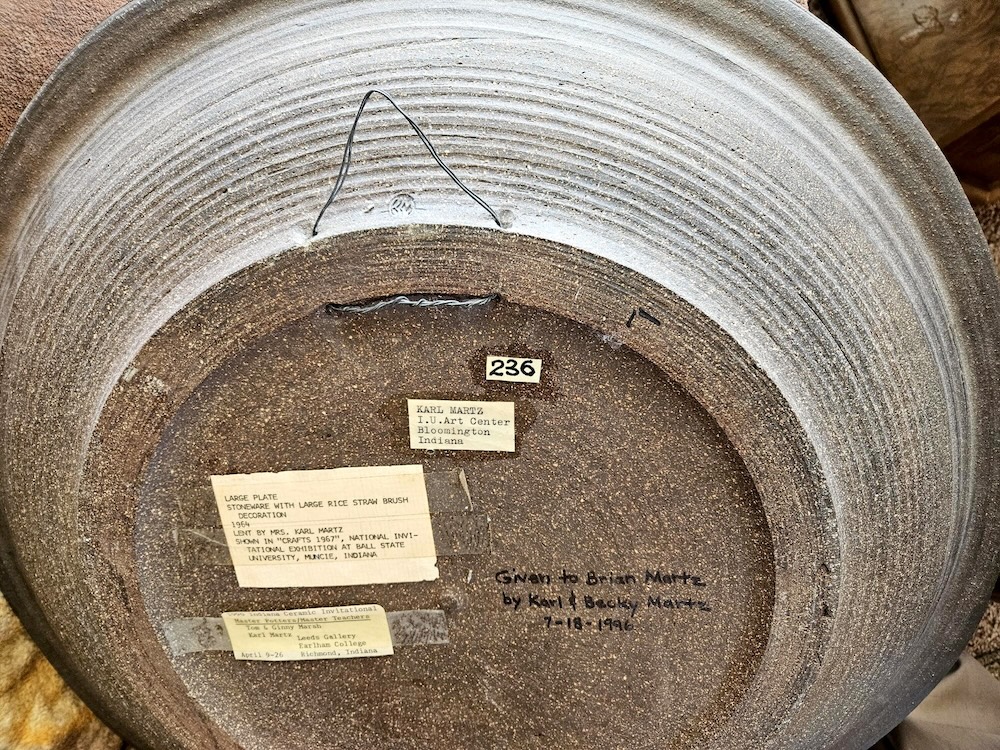 236
KARL MARTZ
I.U.Art Center
Bloomington
Indiana
LARGE PLATE
STONEWARE WITH LARGE RICE STRAW BRUSH
DECORATION
1964
LENT BY MRS. KARL MARTZ
SHOWN IN "CRAFTS 1967", NATIONAL INVI-
TATIONAL EXHIBITION AT BALL STATE
UNIVERSITY, MUNCIE, INDIANA
Given to Brian Martz
by Karl & Becky Martz
7-18-1996
Indiana Ceramic Invitational
Master Potters/Master Teachers
Tom & Ginny Marsh
Karl Martz Leeds Gallery
Earlham College
April 9-26 Richmond, Indiana